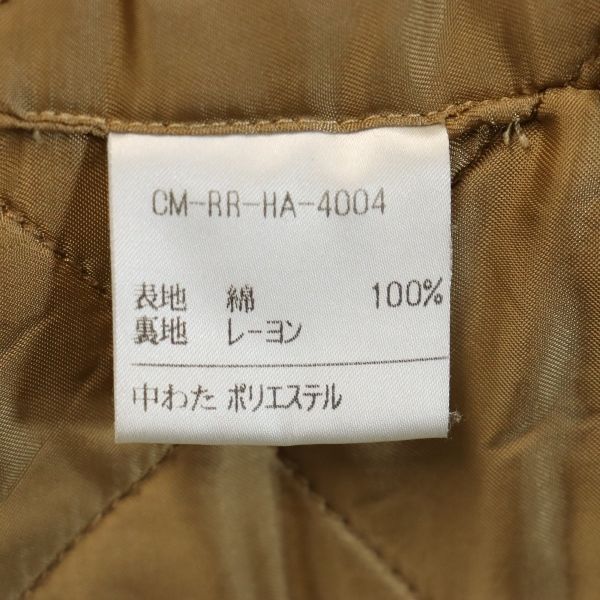 CM-RR-HA-4004
表地 綿 100%
裏地 レーヨン
中わた ポリエステル